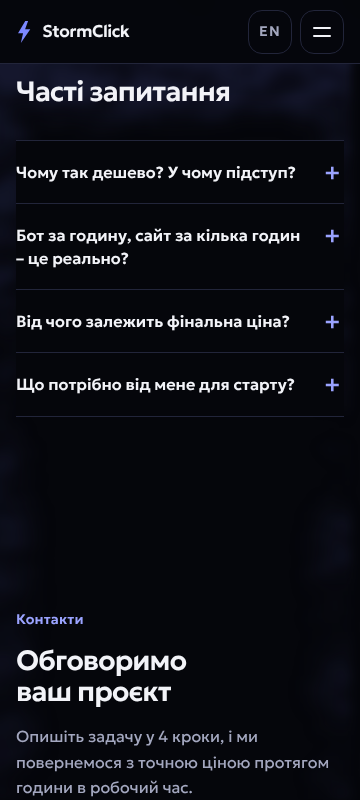 StormClick
EN
Часті запитання
Чому так дешево? У чому підступ?
Бот за годину, сайт за кілька годин
– це реально?
Від чого залежить фінальна ціна?
Що потрібно від мене для старту?
Контакти
Обговоримо
ваш проєкт
Опишіть задачу у 4 кроки, і ми
повернемося з точною ціною протягом
години в робочий час.